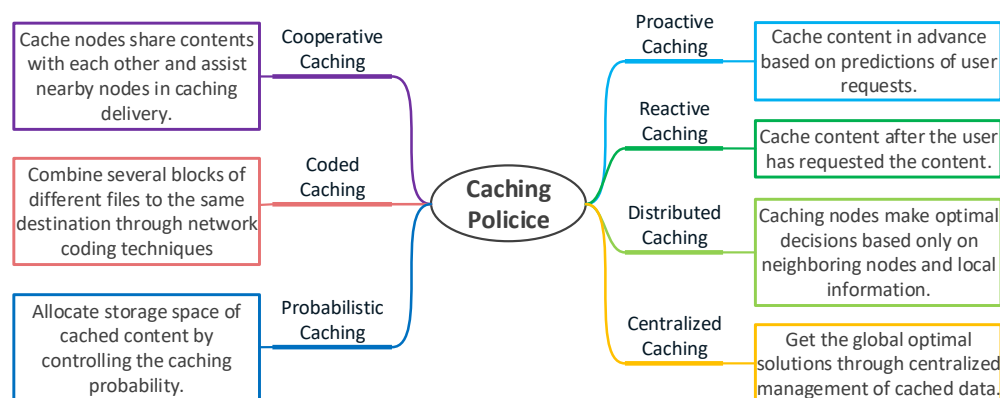 Cache nodes share contents
with each other and assist
nearby nodes in caching
delivery.
Cooperative
Caching
Combine several blocks of
different files to the same
destination through network
coding techniques
Coded
Caching
Allocate storage space of
cached content by
controlling the caching
probability.
Probabilistic
Caching
Caching
Policice
Proactive
Caching
Cache content in advance
based on predictions of user
requests.
Reactive
Caching
Cache content after the user
has requested the content.
Distributed
Caching
Caching nodes make optimal
decisions based only on
neighboring nodes and local
information.
Centralized
Caching
Get the global optimal
solutions through centralized
management of cached data.